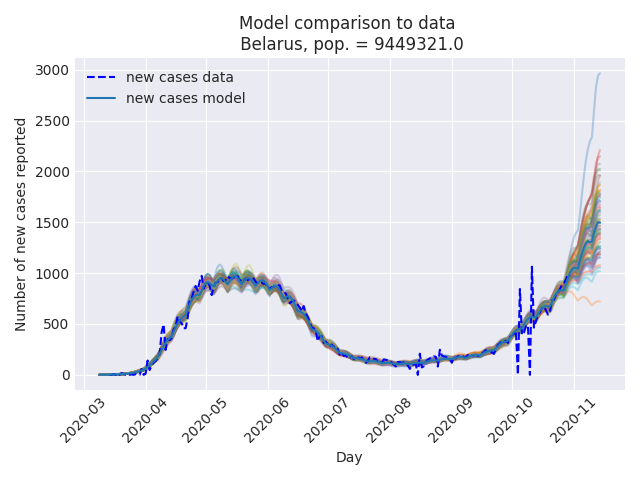 Model comparison to data
Belarus, pop. = 9449321.0
new cases data
new cases model
Number of new cases reported
3000
2500
2000
1500
1000
500
0
2020-03
2020-04
2020-05
2020-06
2020-07
2020-08
2020-09
2020-10
2020-11
Day